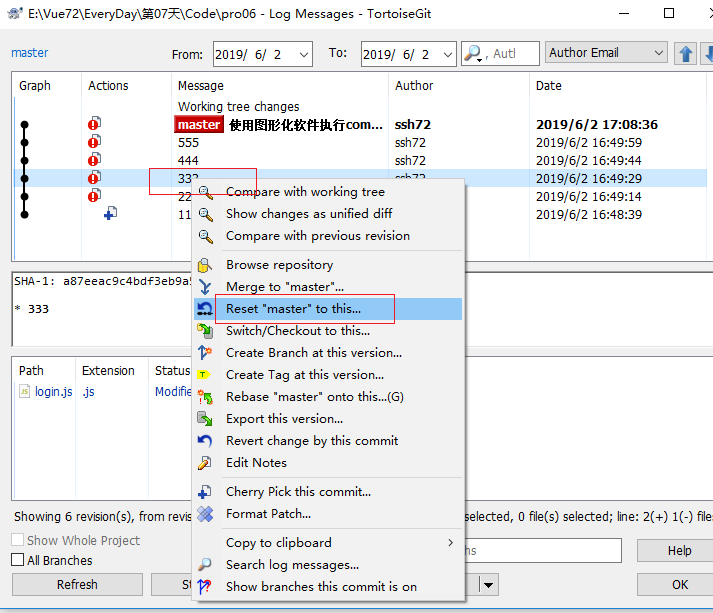 E:\Vue72\EveryDay\第07天\Code\pro06 - Log Messages - TortoiseGit
master From: 2019/ 6/ 2 To: 2019/ 6/ 2 , Autl Author Email
Graph Actions Message Author Date
Working tree changes
master 使用图形化软件执行com... ssh72 2019/6/2 17:08:36
555 ssh72 2019/6/2 16:49:59
444 ssh72 2019/6/2 16:49:44
333 ssh72 2019/6/2 16:49:29
22 2019/6/2 16:49:14
11 2019/6/2 16:48:39
Compare with working tree
Show changes as unified diff
Compare with previous revision
Browse repository
Merge to "master"...
Reset "master" to this...
Switch/Checkout to this...
Create Branch at this version...
Create Tag at this version...
Rebase "master" onto this...(G)
Export this version...
Revert change by this commit
Edit Notes
Cherry Pick this commit...
Format Patch...
Copy to clipboard
Search log messages...
Show branches this commit is on
SHA-1: a87eeac9c4bdf3eb9a5
* 333
Path Extension Status
login.js .js Modifie
Showing 6 revision(s), from revis
selected, 0 file(s) selected; line: 2(+) 1(-) files
Show Whole Project
All Branches
hs Help
Refresh St OK